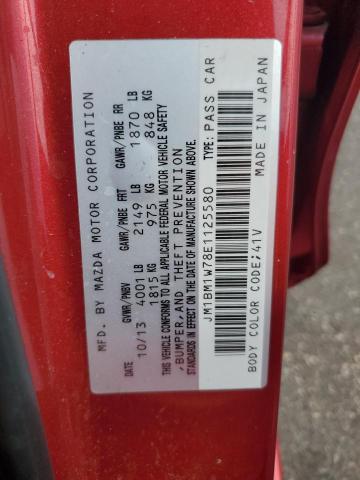 MFD. BY MAZDA MOTOR CORPORATION
GVWR/PNBV GAWR/PNBE FRT GAWR/PNBE RR
DATE 10/13 4001 LB 2149 LB 1870 LB
1815 KG 975 KG 848 KG
THIS VEHICLE CONFORMS TO ALL APPLICABLE FEDERAL MOTOR VEHICLE SAFETY
,BUMPER,AND THEFT PREVENTION
STANDARDS IN EFFECT ON THE DATE OF MANUFACTURE SHOWN ABOVE.
JM1BM1W78E1125580 TYPE: PASS CAR
BODY COLOR CODE;41V MADE IN JAPAN